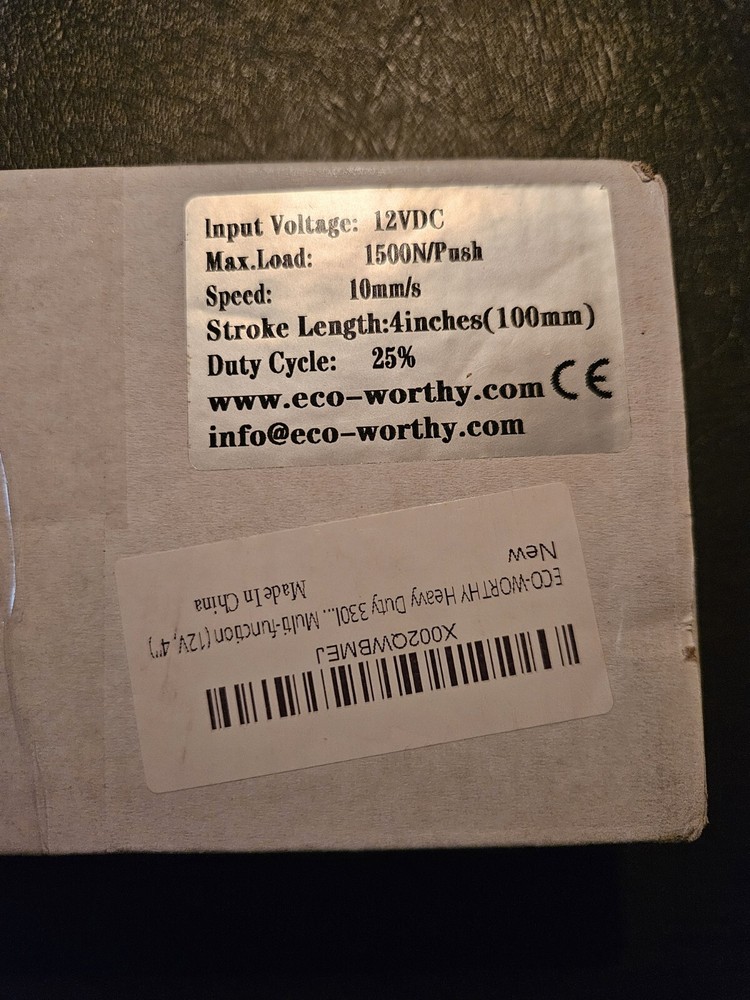 Input Voltage: 12VDC
Max.Load: 1500N/Push
Speed: 10mm/s
Stroke Length:4inches(100mm)
Duty Cycle: 25%
www.eco-worthy.com CE
info@eco-worthy.com
X002QWBMEJ
ECO-WORTHY Heavy Duty 330l... Multi-function (12V, 4")
New
Made In China